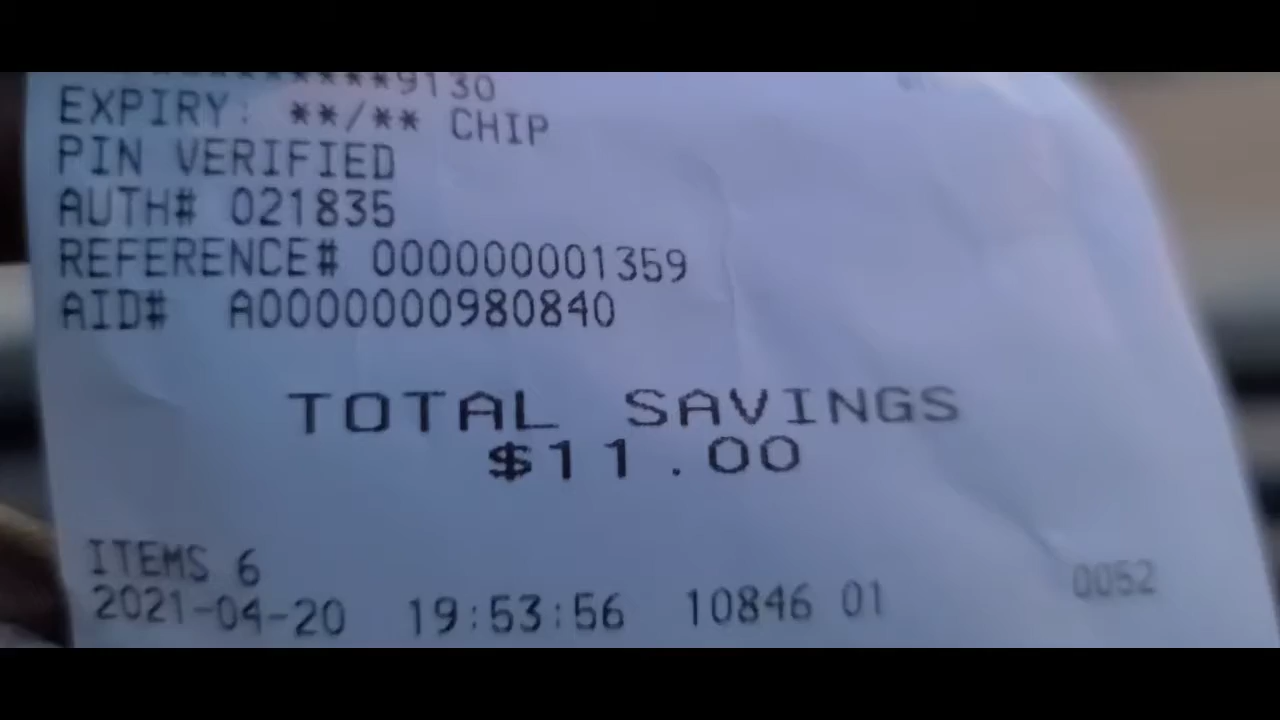 ********9130
EXPIRY: **/** CHIP
PIN VERIFIED
AUTH# 021835
REFERENCE# 000000001359
AID# A0000000980840
TOTAL SAVINGS
$11.00
ITEMS 6
2021-04-20 19:53:56 10846 01 0052